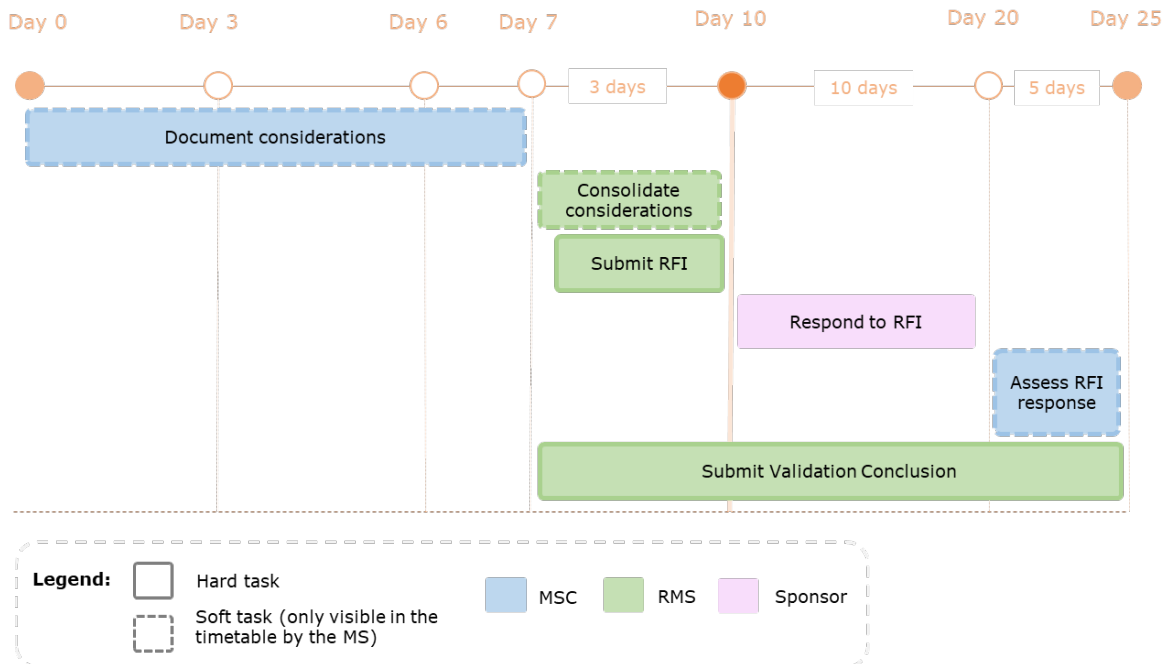 Day 0
Day 3
Day 6
Day 7
Day 10
Day 20
Day 25
3 days
10 days
5 days
Document considerations
Consolidate
considerations
Submit RFI
Respond to RFI
Assess RFI
response
Submit Validation Conclusion
Legend:
Hard task
Soft task (only visible in the
timetable by the MS)
MSC
RMS
Sponsor